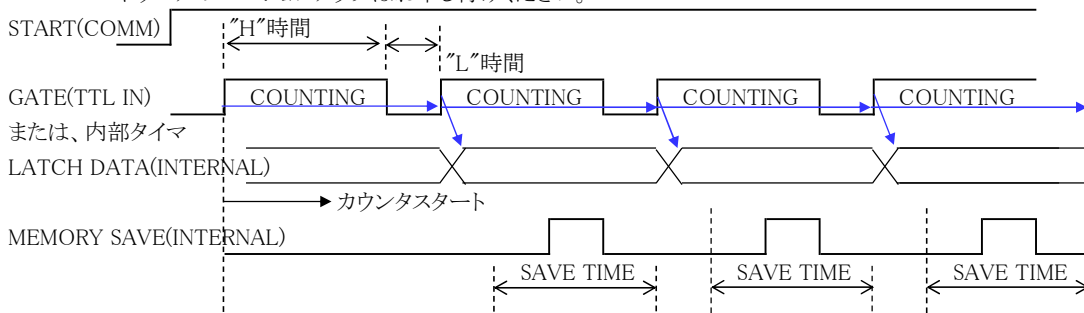 START(COMM)
"H"時間
"L"時間
GATE(TTL IN)
COUNTING COUNTING COUNTING COUNTING
または、内部タイマ
LATCH DATA(INTERNAL)
カウンタスタート
MEMORY SAVE(INTERNAL)
SAVE TIME SAVE TIME SAVE TIME